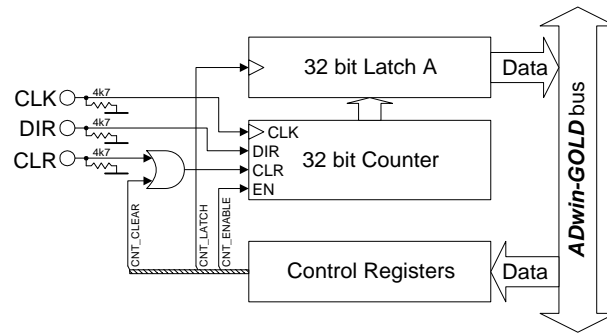 32 bit Latch A
Data
CLK
4k7
DIR
4k7
CLR
4k7
CLK
DIR
CLR
EN
32 bit Counter
CNT_CLEAR
CNT_LATCH
CNT_ENABLE
Control Registers
Data
ADwin-GOLD bus